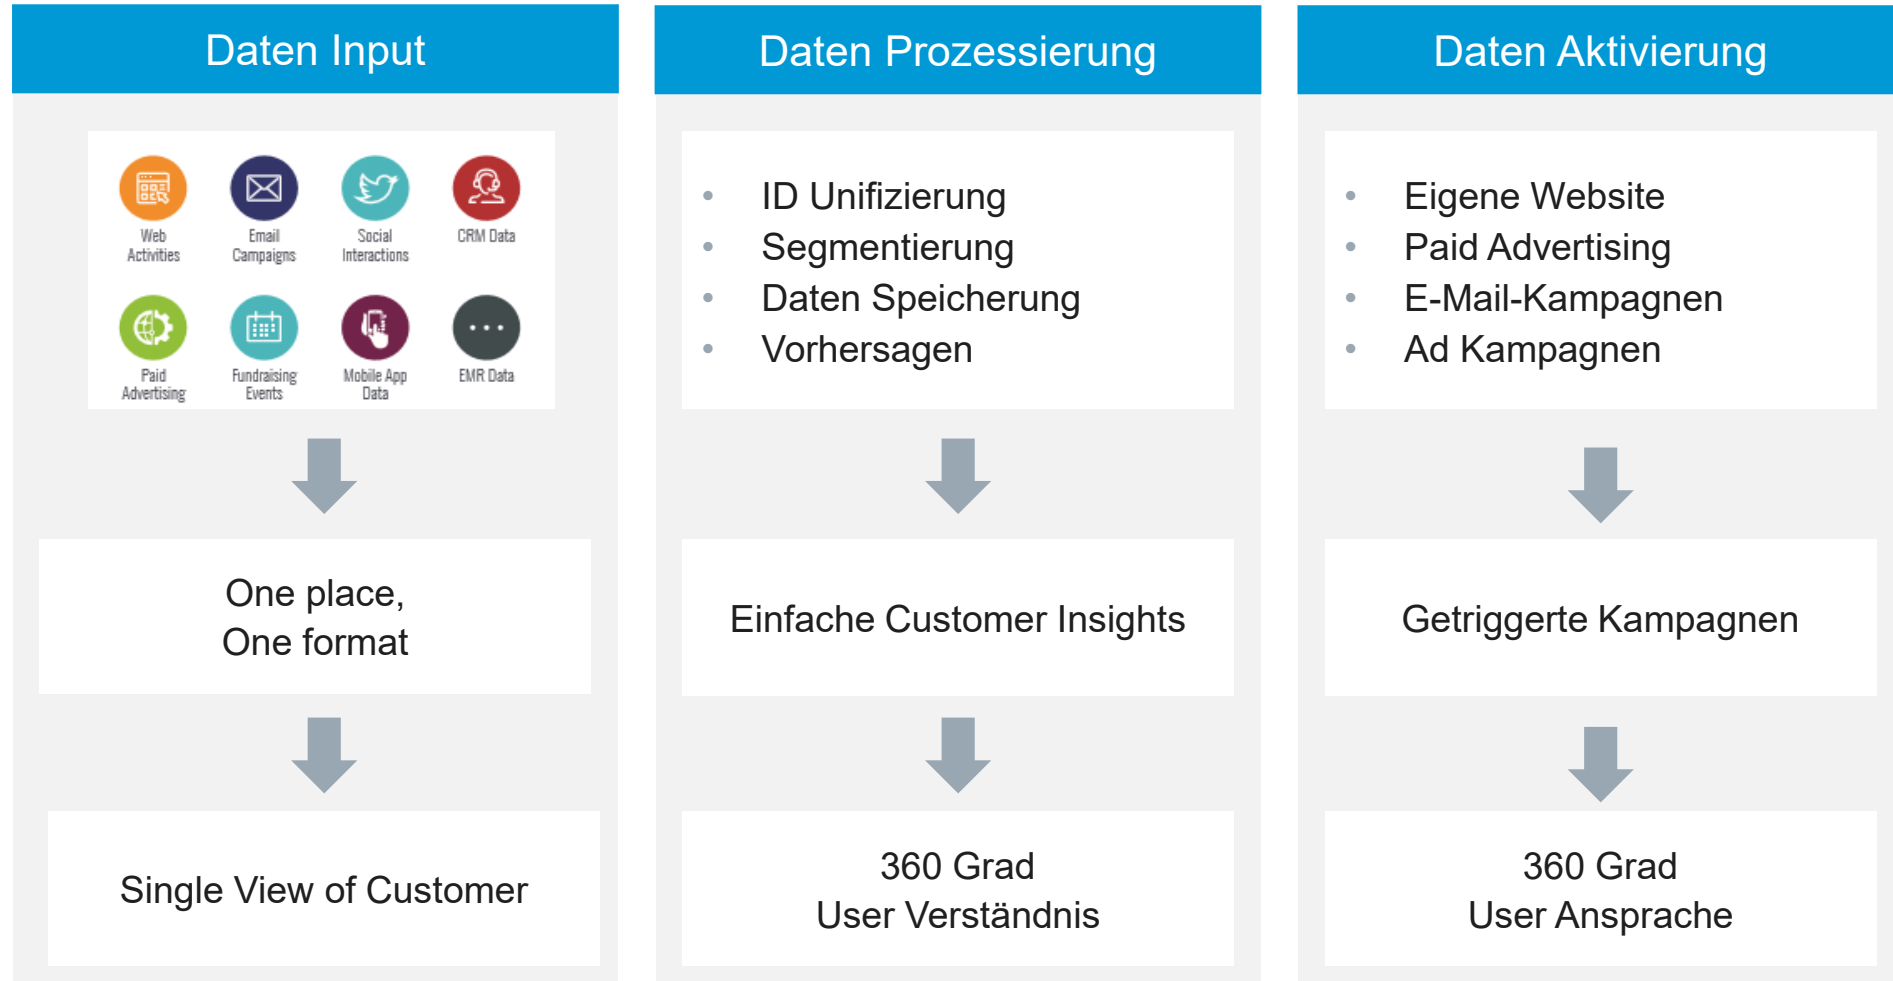 Daten Input
Web
Activities
Email
Campaigns
Social
Interactions
CRM Data
Paid
Advertising
Fundraising
Events
Mobile App
Data
EMR Data
One place,
One format
Single View of Customer
Daten Prozessierung
• ID Unifizierung
• Segmentierung
• Daten Speicherung
• Vorhersagen
Einfache Customer Insights
360 Grad
User Verständnis
Daten Aktivierung
• Eigene Website
• Paid Advertising
• E-Mail-Kampagnen
• Ad Kampagnen
Getriggerte Kampagnen
360 Grad
User Ansprache